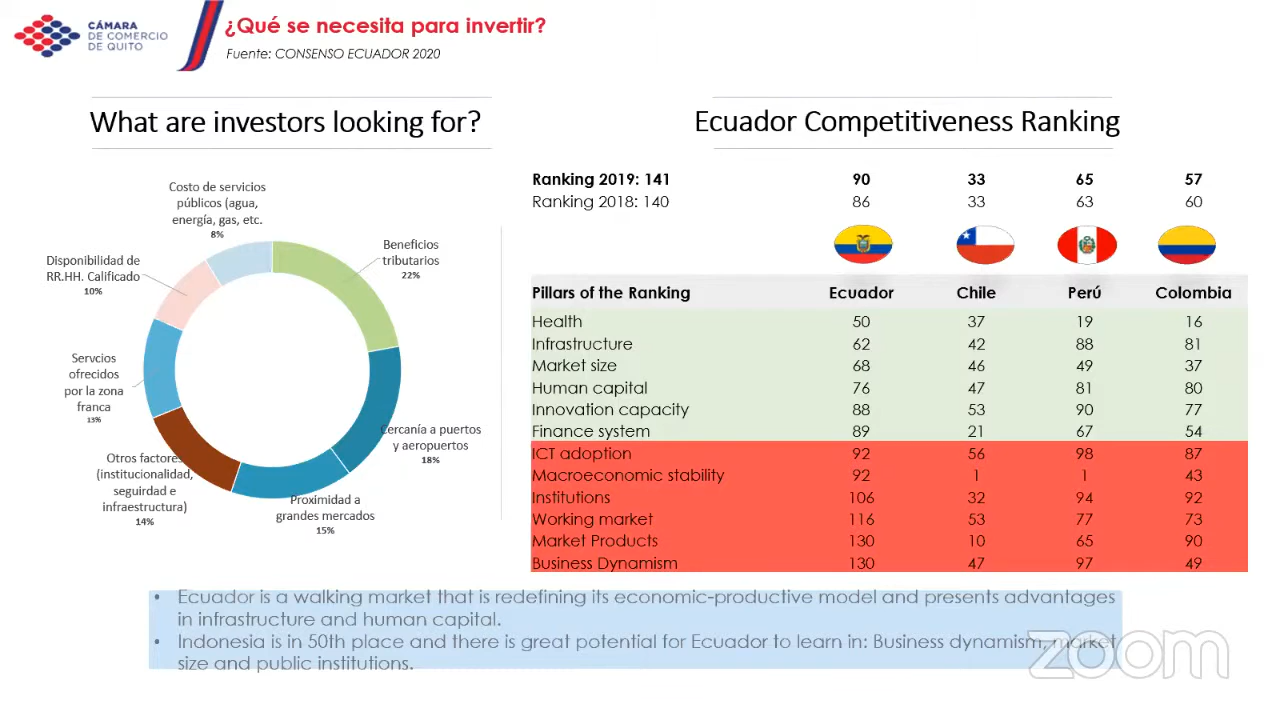 CÁMARA
DE COMERCIO
DE QUITO
¿Qué se necesita para invertir?
Fuente: CONSENSO ECUADOR 2020
What are investors looking for?
Costo de servicios
públicos (agua,
energía, gas, etc.
8%
Beneficios
tributarios
22%
Disponibilidad de
RR.HH. Calificado
10%
Servcios
ofrecidos
por la zona
franca
13%
Cercanía a puertos
y aeropuertos
18%
Otros factores
(institucionalidad,
seguirdad e
infraestructura)
14%
Proximidad a
grandes mercados
15%
Ecuador Competitiveness Ranking
Ranking 2019: 141 90 33 65 57
Ranking 2018: 140 86 33 63 60
Pillars of the Ranking Ecuador Chile Perú Colombia
Health 50 37 19 16
Infrastructure 62 42 88 81
Market size 68 46 49 37
Human capital 76 47 81 80
Innovation capacity 88 53 90 77
Finance system 89 21 67 54
ICT adoption 92 56 98 87
Macroeconomic stability 92 1 1 43
Institutions 106 32 94 92
Working market 116 53 77 73
Market Products 130 10 65 90
Business Dynamism 130 47 97 49
• Ecuador is a walking market that is redefining its economic-productive model and presents advantages
in infrastructure and human capital.
• Indonesia is in 50th place and there is great potential for Ecuador to learn in: Business dynamism, market
size and public institutions.
zoom